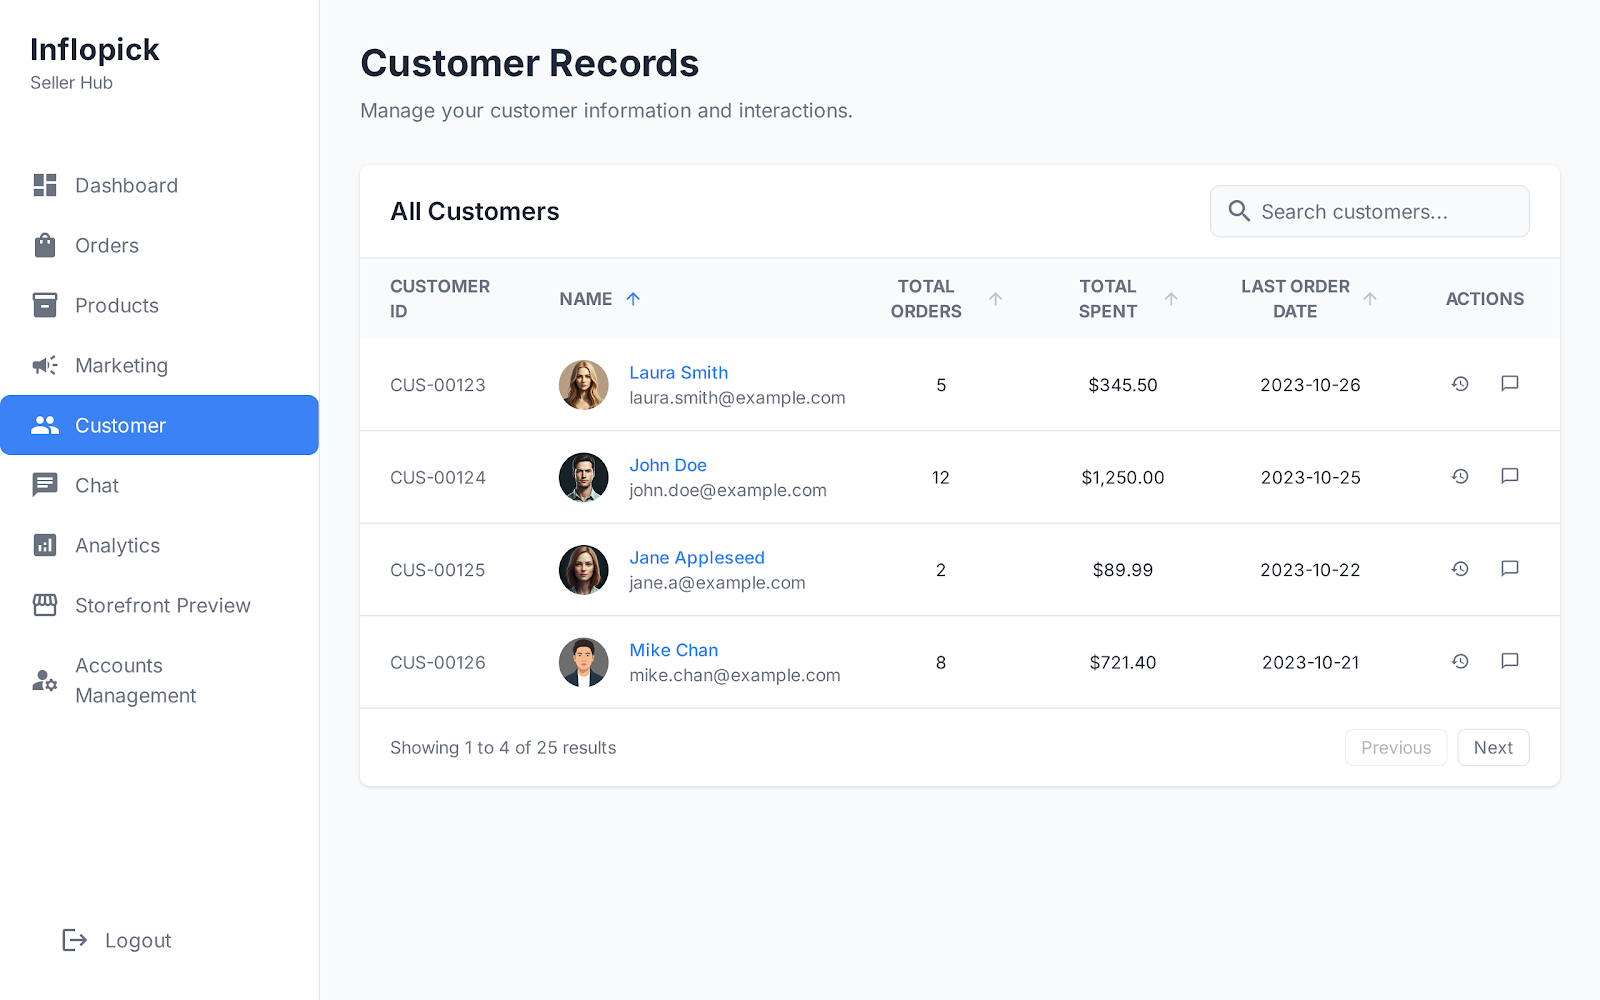 Inflopick
Seller Hub
Dashboard
Orders
Products
Marketing
Customer
Chat
Analytics
Storefront Preview
Accounts
Management
Logout
Customer Records
Manage your customer information and interactions.
All Customers
Search customers...
CUSTOMER
ID
NAME
TOTAL
ORDERS
TOTAL
SPENT
LAST ORDER
DATE
ACTIONS
CUS-00123
Laura Smith
laura.smith@example.com
5
$345.50
2023-10-26
CUS-00124
John Doe
john.doe@example.com
12
$1,250.00
2023-10-25
CUS-00125
Jane Appleseed
jane.a@example.com
2
$89.99
2023-10-22
CUS-00126
Mike Chan
mike.chan@example.com
8
$721.40
2023-10-21
Showing 1 to 4 of 25 results
Previous
Next